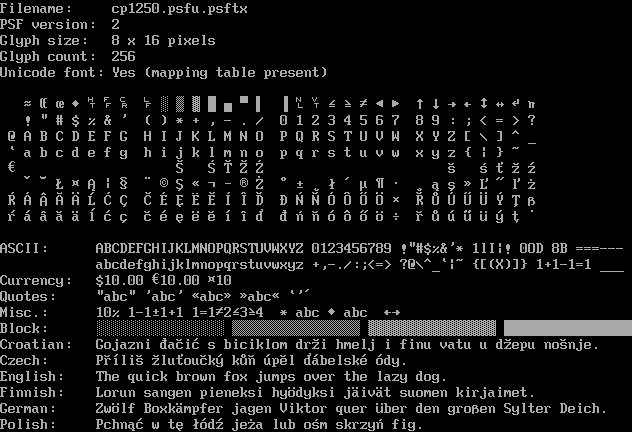 Filename: cp1250.psfu.psftx
PSF version: 2
Glyph size: 8 x 16 pixels
Glyph count: 256
Unicode font: Yes (mapping table present)
≈ Œ œ ♦ ␉ ␌ ␍ ␊ ░ ▒ ▓ █ ▄ ▀ ▌ ▐ ␤ ␋ ≤ ≥ ≠ ◄ ► ↑ ↓ → ← ↕ ↔ ↵ π
! " # $ % & ' ( ) * + , - . / 0 1 2 3 4 5 6 7 8 9 : ; < = > ?
@ A B C D E F G H I J K L M N O P Q R S T U V W X Y Z [ \ ] ^ _
` a b c d e f g h i j k l m n o p q r s t u v w x y z { | } ~
€ Š Ś Ť Ž Ź š ś ť ž ź
ˇ ˘ Ł ¤ Ą ¦ § ¨ © Ş « ¬ - ® Ż ° ± ˛ ł ´ µ ¶ · ¸ ą ş » Ľ ˝ ľ ż
Ŕ Á Â Ă Ä Ĺ Ć Ç Č É Ę Ë Ě Í Î Ď Đ Ń Ň Ó Ô Ő Ö × Ř Ů Ú Ű Ü Ý Ţ ß
ŕ á â ă ä ĺ ć ç č é ę ë ě í î ď đ ń ň ó ô ő ö ÷ ř ů ú ű ü ý ţ ˙
ASCII: ABCDEFGHIJKLMNOPQRSTUVWXYZ 0123456789 !"#$%&'* 1lI|! 0OD 8B =----
abcdefghijklmnopqrstuvwxyz +,-./:;<=> ?@\^_`|~ {[(X)]} 1+1-1=1 ___
Currency: $10.00 €10.00 ¤10
Quotes: "abc" 'abc' «abc» »abc« `'´
Misc.: 10% 1-1±1+1 1=1≠2≤3≥4 * abc ♦ abc ↔
Block: ░▒▓█
Croatian: Gojazni đačić s biciklom drži hmelj i finu vatu u džepu nošnje.
Czech: Příliš žluťoučký kůň úpěl ďábelské ódy.
English: The quick brown fox jumps over the lazy dog.
Finnish: Lorun sangen pieneksi hyödyksi jäivät suomen kirjaimet.
German: Zwölf Boxkämpfer jagen Viktor quer über den großen Sylter Deich.
Polish: Pchnąć w tę łódź jeża lub ośm skrzyń fig.